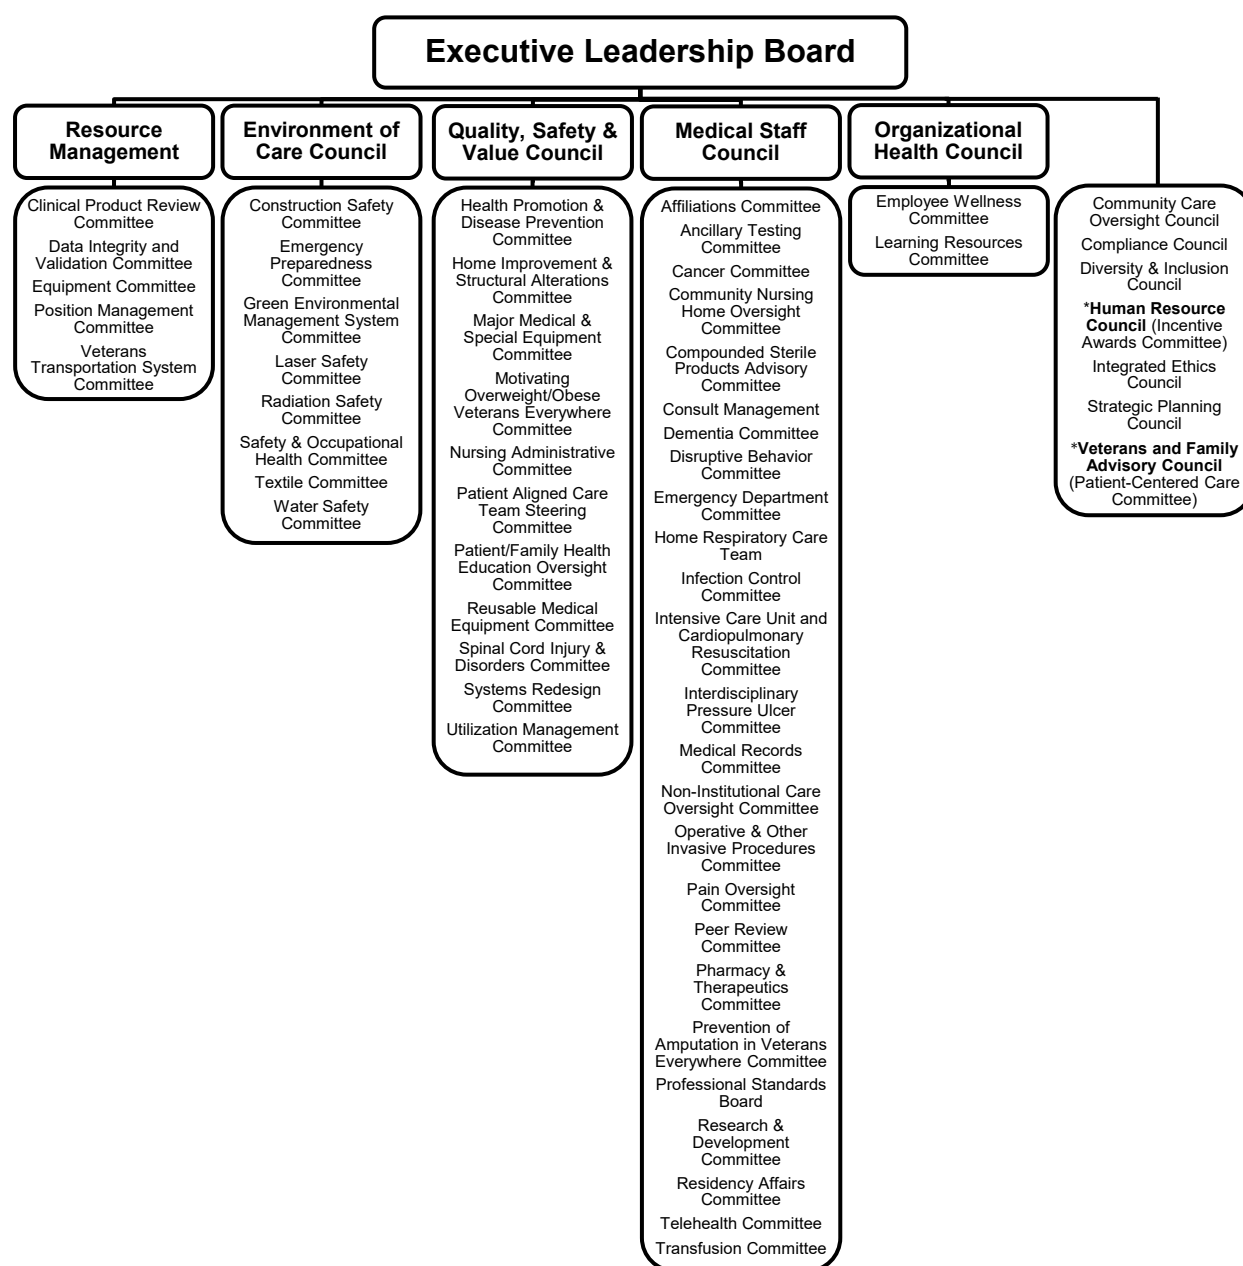 Executive Leadership Board
Resource
Management
Clinical Product Review
Committee
Data Integrity and
Validation Committee
Equipment Committee
Position Management
Committee
Veterans
Transportation System
Committee
Environment of
Care Council
Construction Safety
Committee
Emergency
Preparedness
Committee
Green Environmental
Management System
Committee
Laser Safety
Committee
Radiation Safety
Committee
Safety & Occupational
Health Committee
Textile Committee
Water Safety
Committee
Quality, Safety &
Value Council
Health Promotion &
Disease Prevention
Committee
Home Improvement &
Structural Alterations
Committee
Major Medical &
Special Equipment
Committee
Motivating
Overweight/Obese
Veterans Everywhere
Committee
Nursing Administrative
Committee
Patient Aligned Care
Team Steering
Committee
Patient/Family Health
Education Oversight
Committee
Reusable Medical
Equipment Committee
Spinal Cord Injury &
Disorders Committee
Systems Redesign
Committee
Utilization Management
Committee
Medical Staff
Council
Affiliations Committee
Ancillary Testing
Committee
Cancer Committee
Community Nursing
Home Oversight
Committee
Compounded Sterile
Products Advisory
Committee
Consult Management
Dementia Committee
Disruptive Behavior
Committee
Emergency Department
Committee
Home Respiratory Care
Team
Infection Control
Committee
Intensive Care Unit and
Cardiopulmonary
Resuscitation
Committee
Interdisciplinary
Pressure Ulcer
Committee
Medical Records
Committee
Non-Institutional Care
Oversight Committee
Operative & Other
Invasive Procedures
Committee
Pain Oversight
Committee
Peer Review
Committee
Pharmacy &
Therapeutics
Committee
Prevention of
Amputation in Veterans
Everywhere Committee
Professional Standards
Board
Research &
Development
Committee
Residency Affairs
Committee
Telehealth Committee
Transfusion Committee
Organizational
Health Council
Employee Wellness
Committee
Learning Resources
Committee
Community Care
Oversight Council
Compliance Council
Diversity & Inclusion
Council
*Human Resource
Council (Incentive
Awards Committee)
Integrated Ethics
Council
Strategic Planning
Council
*Veterans and Family
Advisory Council
(Patient-Centered Care
Committee)